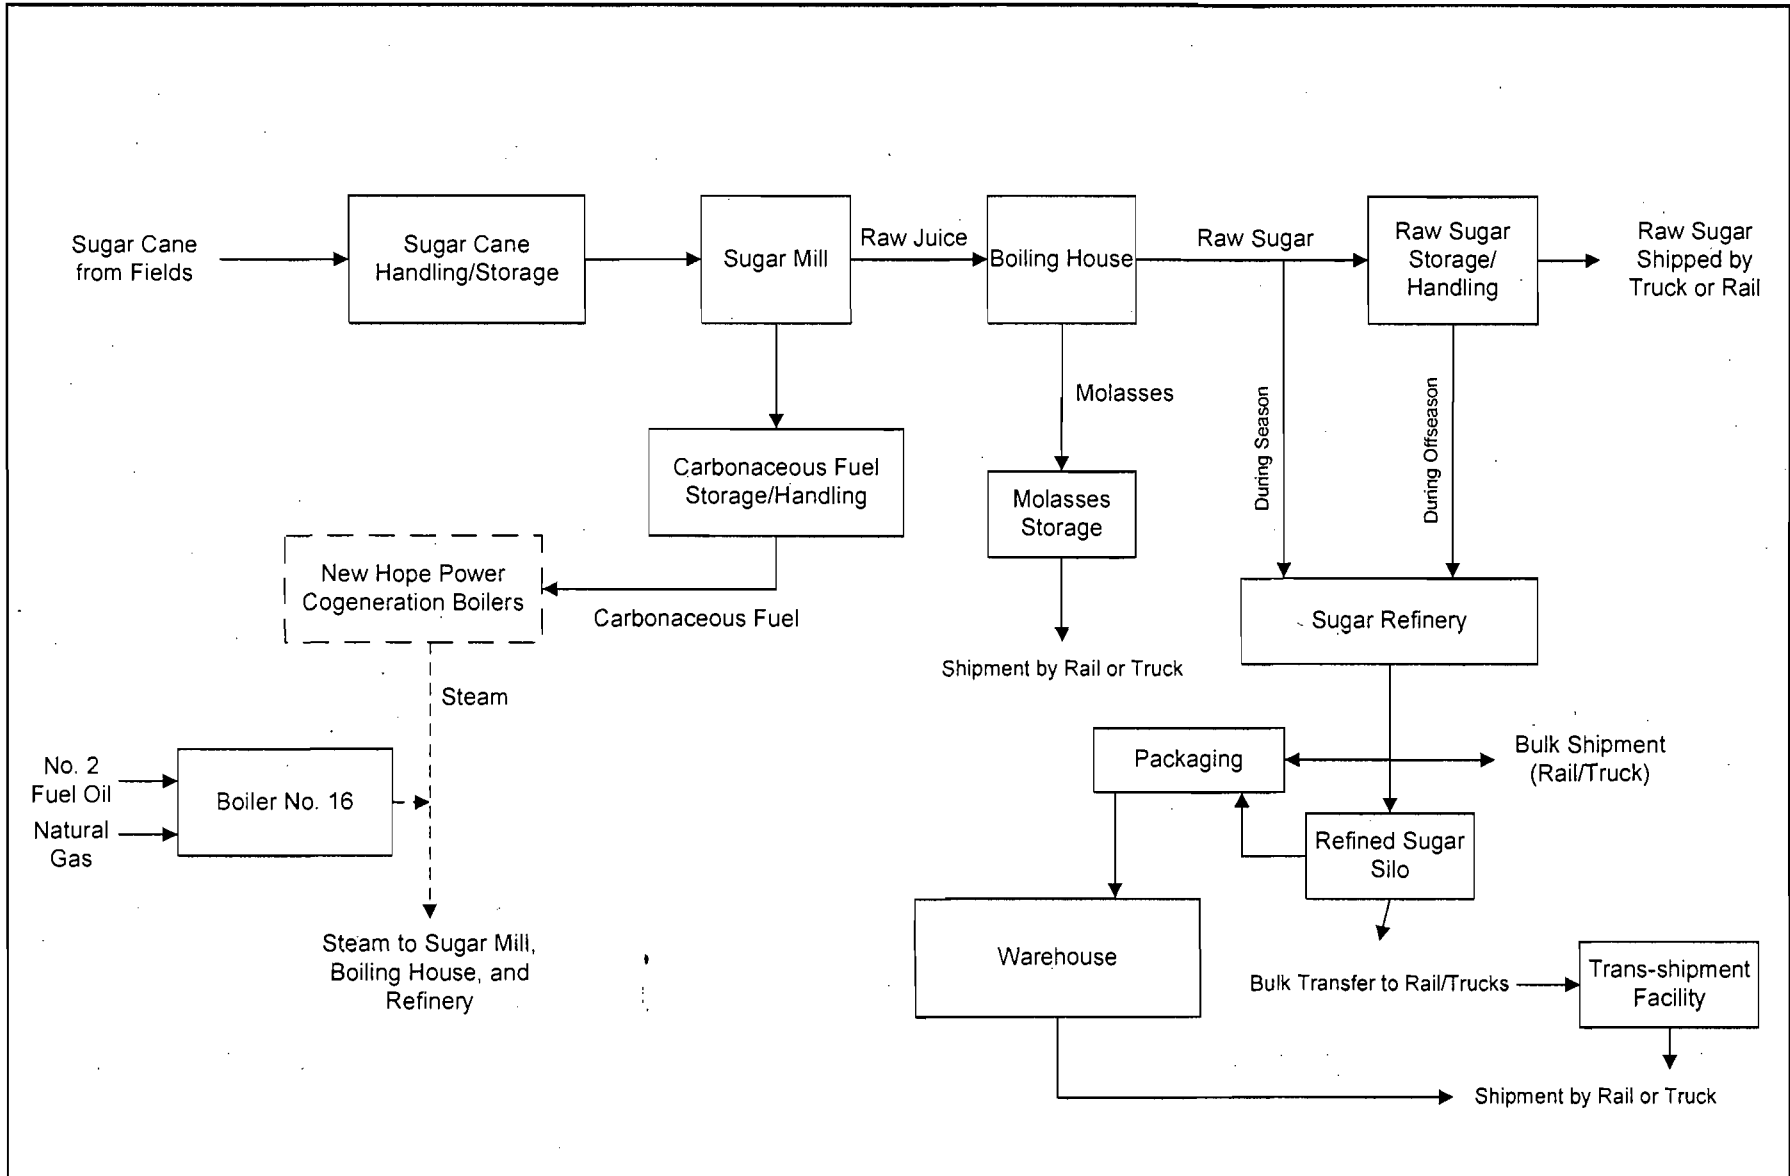 Sugar Cane
from Fields
Sugar Cane
Handling/Storage
Sugar Mill
Raw Juice
Boiling House
Raw Sugar
Raw Sugar
Storage/
Handling
Raw Sugar
Shipped by
Truck or Rail
Molasses
During Season
During Offseason
Carbonaceous Fuel
Storage/Handling
Molasses
Storage
New Hope Power
Cogeneration Boilers
Carbonaceous Fuel
Sugar Refinery
Shipment by Rail or Truck
Steam
No. 2
Fuel Oil
Natural
Gas
Boiler No. 16
Packaging
Bulk Shipment
(Rail/Truck)
Refined Sugar
Silo
Steam to Sugar Mill,
Boiling House, and
Refinery
Warehouse
Bulk Transfer to Rail/Trucks
Trans-shipment
Facility
Shipment by Rail or Truck